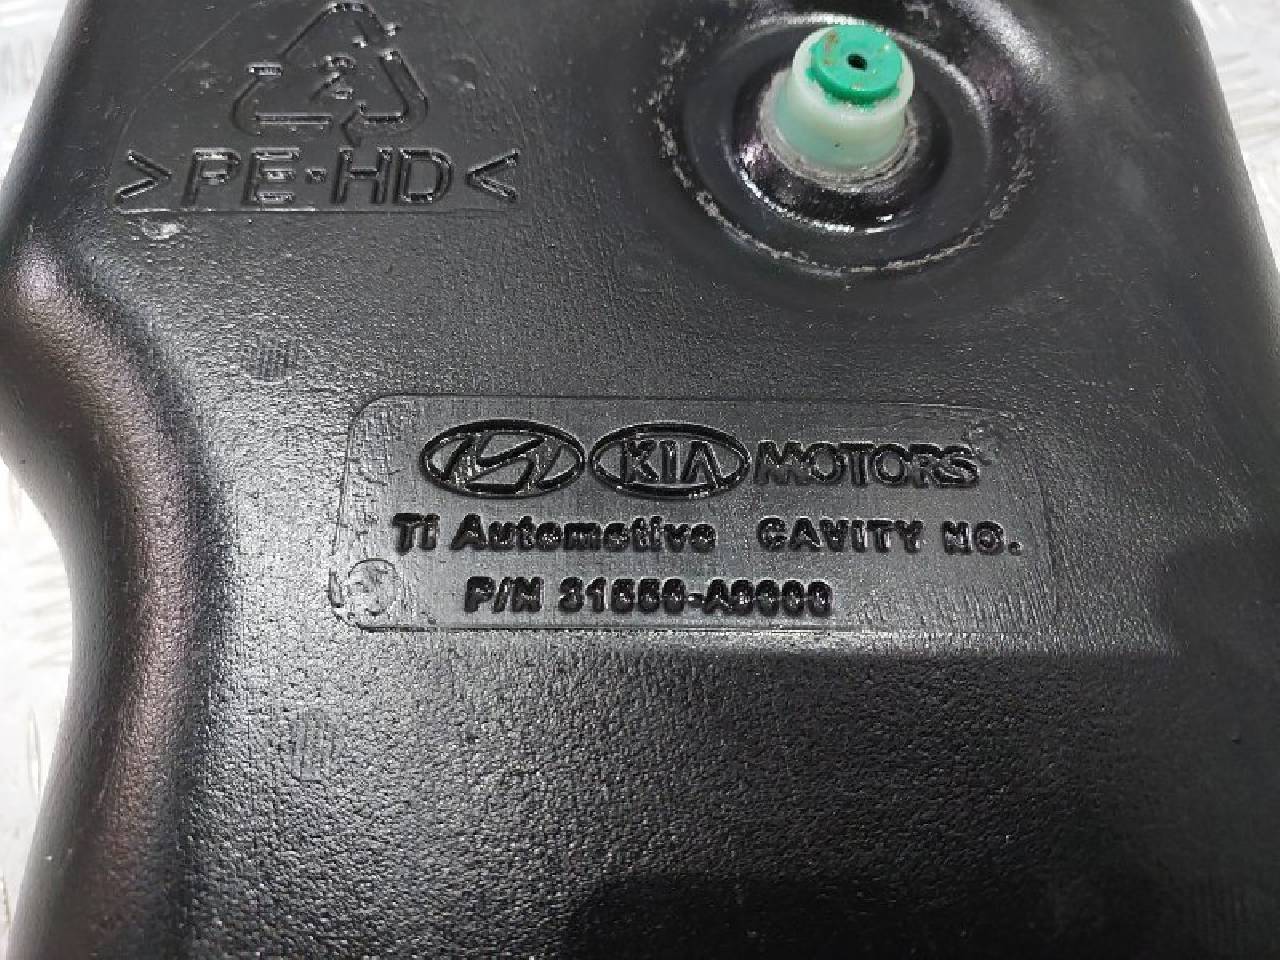 2
>PE-HD<
KIA MOTORS
TI Automotive CAVITY NO.
P/N